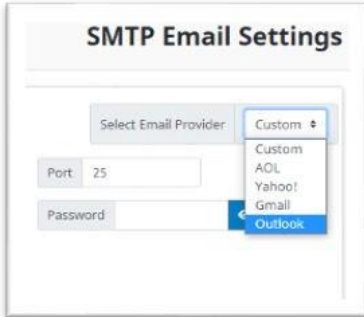 SMTP Email Settings
Select Email Provider Custom
Custom
AOL
Port 25
Yahoo!
Gmail
Password
Outlook